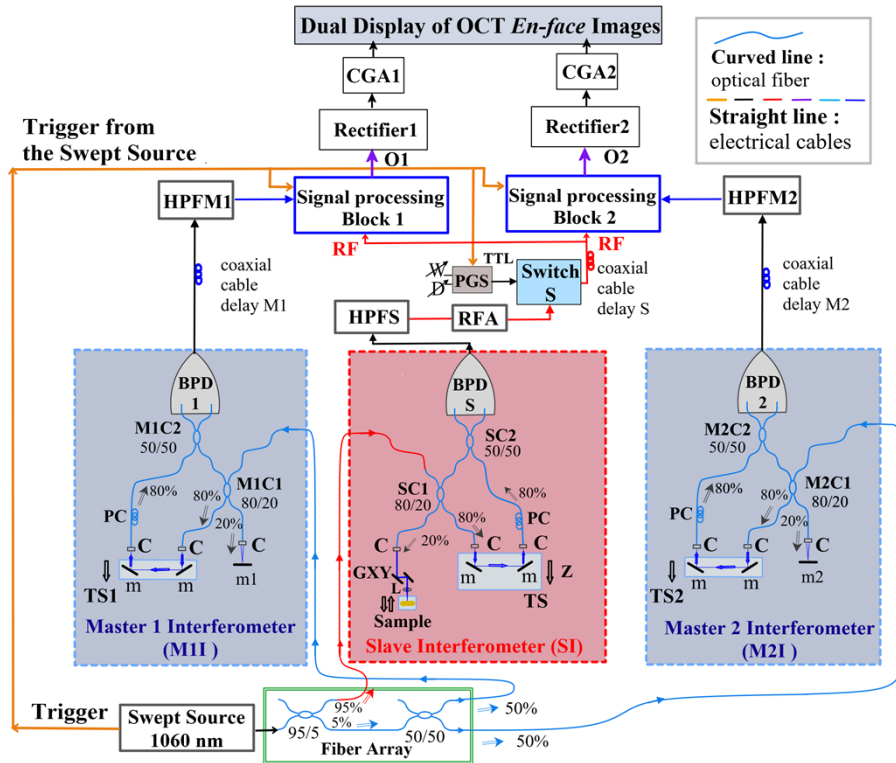 Dual Display of OCT En-face Images
CGA1
CGA2
Curved line :
optical fiber
Straight line :
electrical cables
Rectifier1
Rectifier2
Trigger from
the Swept Source
O1
O2
HPFM1
Signal processing
Block 1
Signal processing
Block 2
HPFM2
RF
RF
coaxial
cable
delay M1
W
D
PGS
TTL
Switch
S
coaxial
cable
delay S
coaxial
cable
delay M2
HPFS
RFA
BPD
1
BPD
S
BPD
2
M1C2
50/50
SC2
50/50
M2C2
50/50
M1C1
80/20
SC1
80/20
M2C1
80/20
80%
80%
20%
PC
C
C
C
m
m
m1
TS1
80%
20%
80%
PC
C
C
C
GXY
L
m
m
Z
TS
Sample
80%
80%
20%
PC
C
C
C
m
m
m2
TS2
Master 1 Interferometer
(M1I )
Slave Interferometer (SI)
Master 2 Interferometer
(M2I )
Trigger
Swept Source
1060 nm
95%
5%
95/5
50/50
Fiber Array
50%
50%